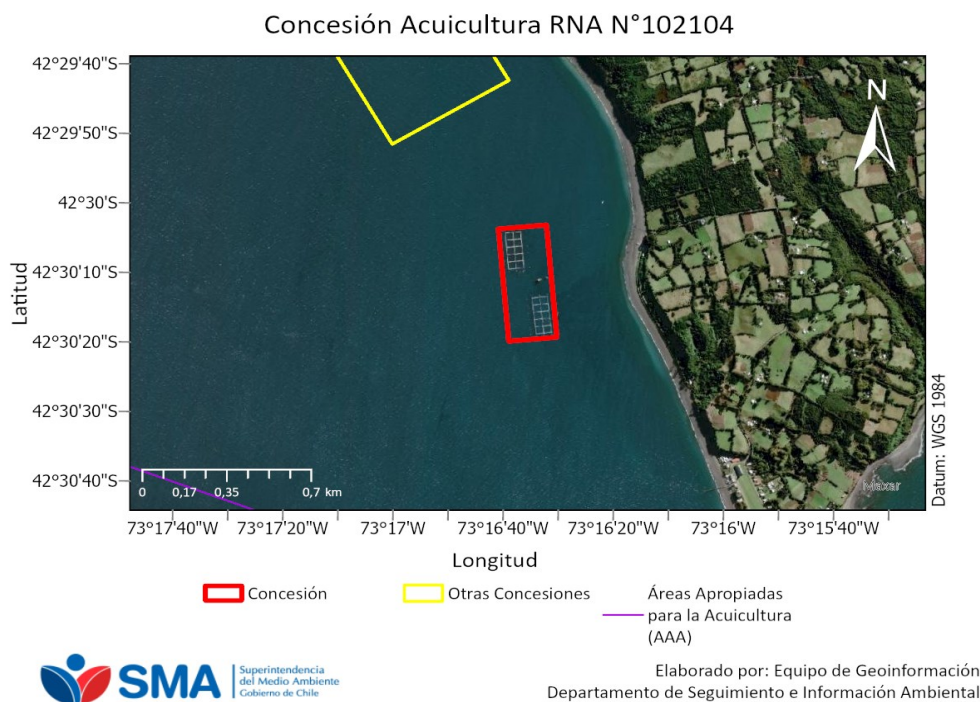 Concesión Acuicultura RNA N°102104
42°29'40"S
42°29'50"S
42°30'S
42°30'10"S
42°30'20"S
42°30'30"S
42°30'40"S
Latitud
N
Datum: WGS 1984
0 0,17 0,35 0,7 km
Maxar
73°17'40"W 73°17'20"W 73°17'W 73°16'40"W 73°16'20"W 73°16'W 73°15'40"W
Longitud
Concesión
Otras Concesiones
Áreas Apropiadas
para la Acuicultura
(AAA)
SMA
Superintendencia
del Medio Ambiente
Gobierno de Chile
Elaborado por: Equipo de Geoinformación
Departamento de Seguimiento e Información Ambiental